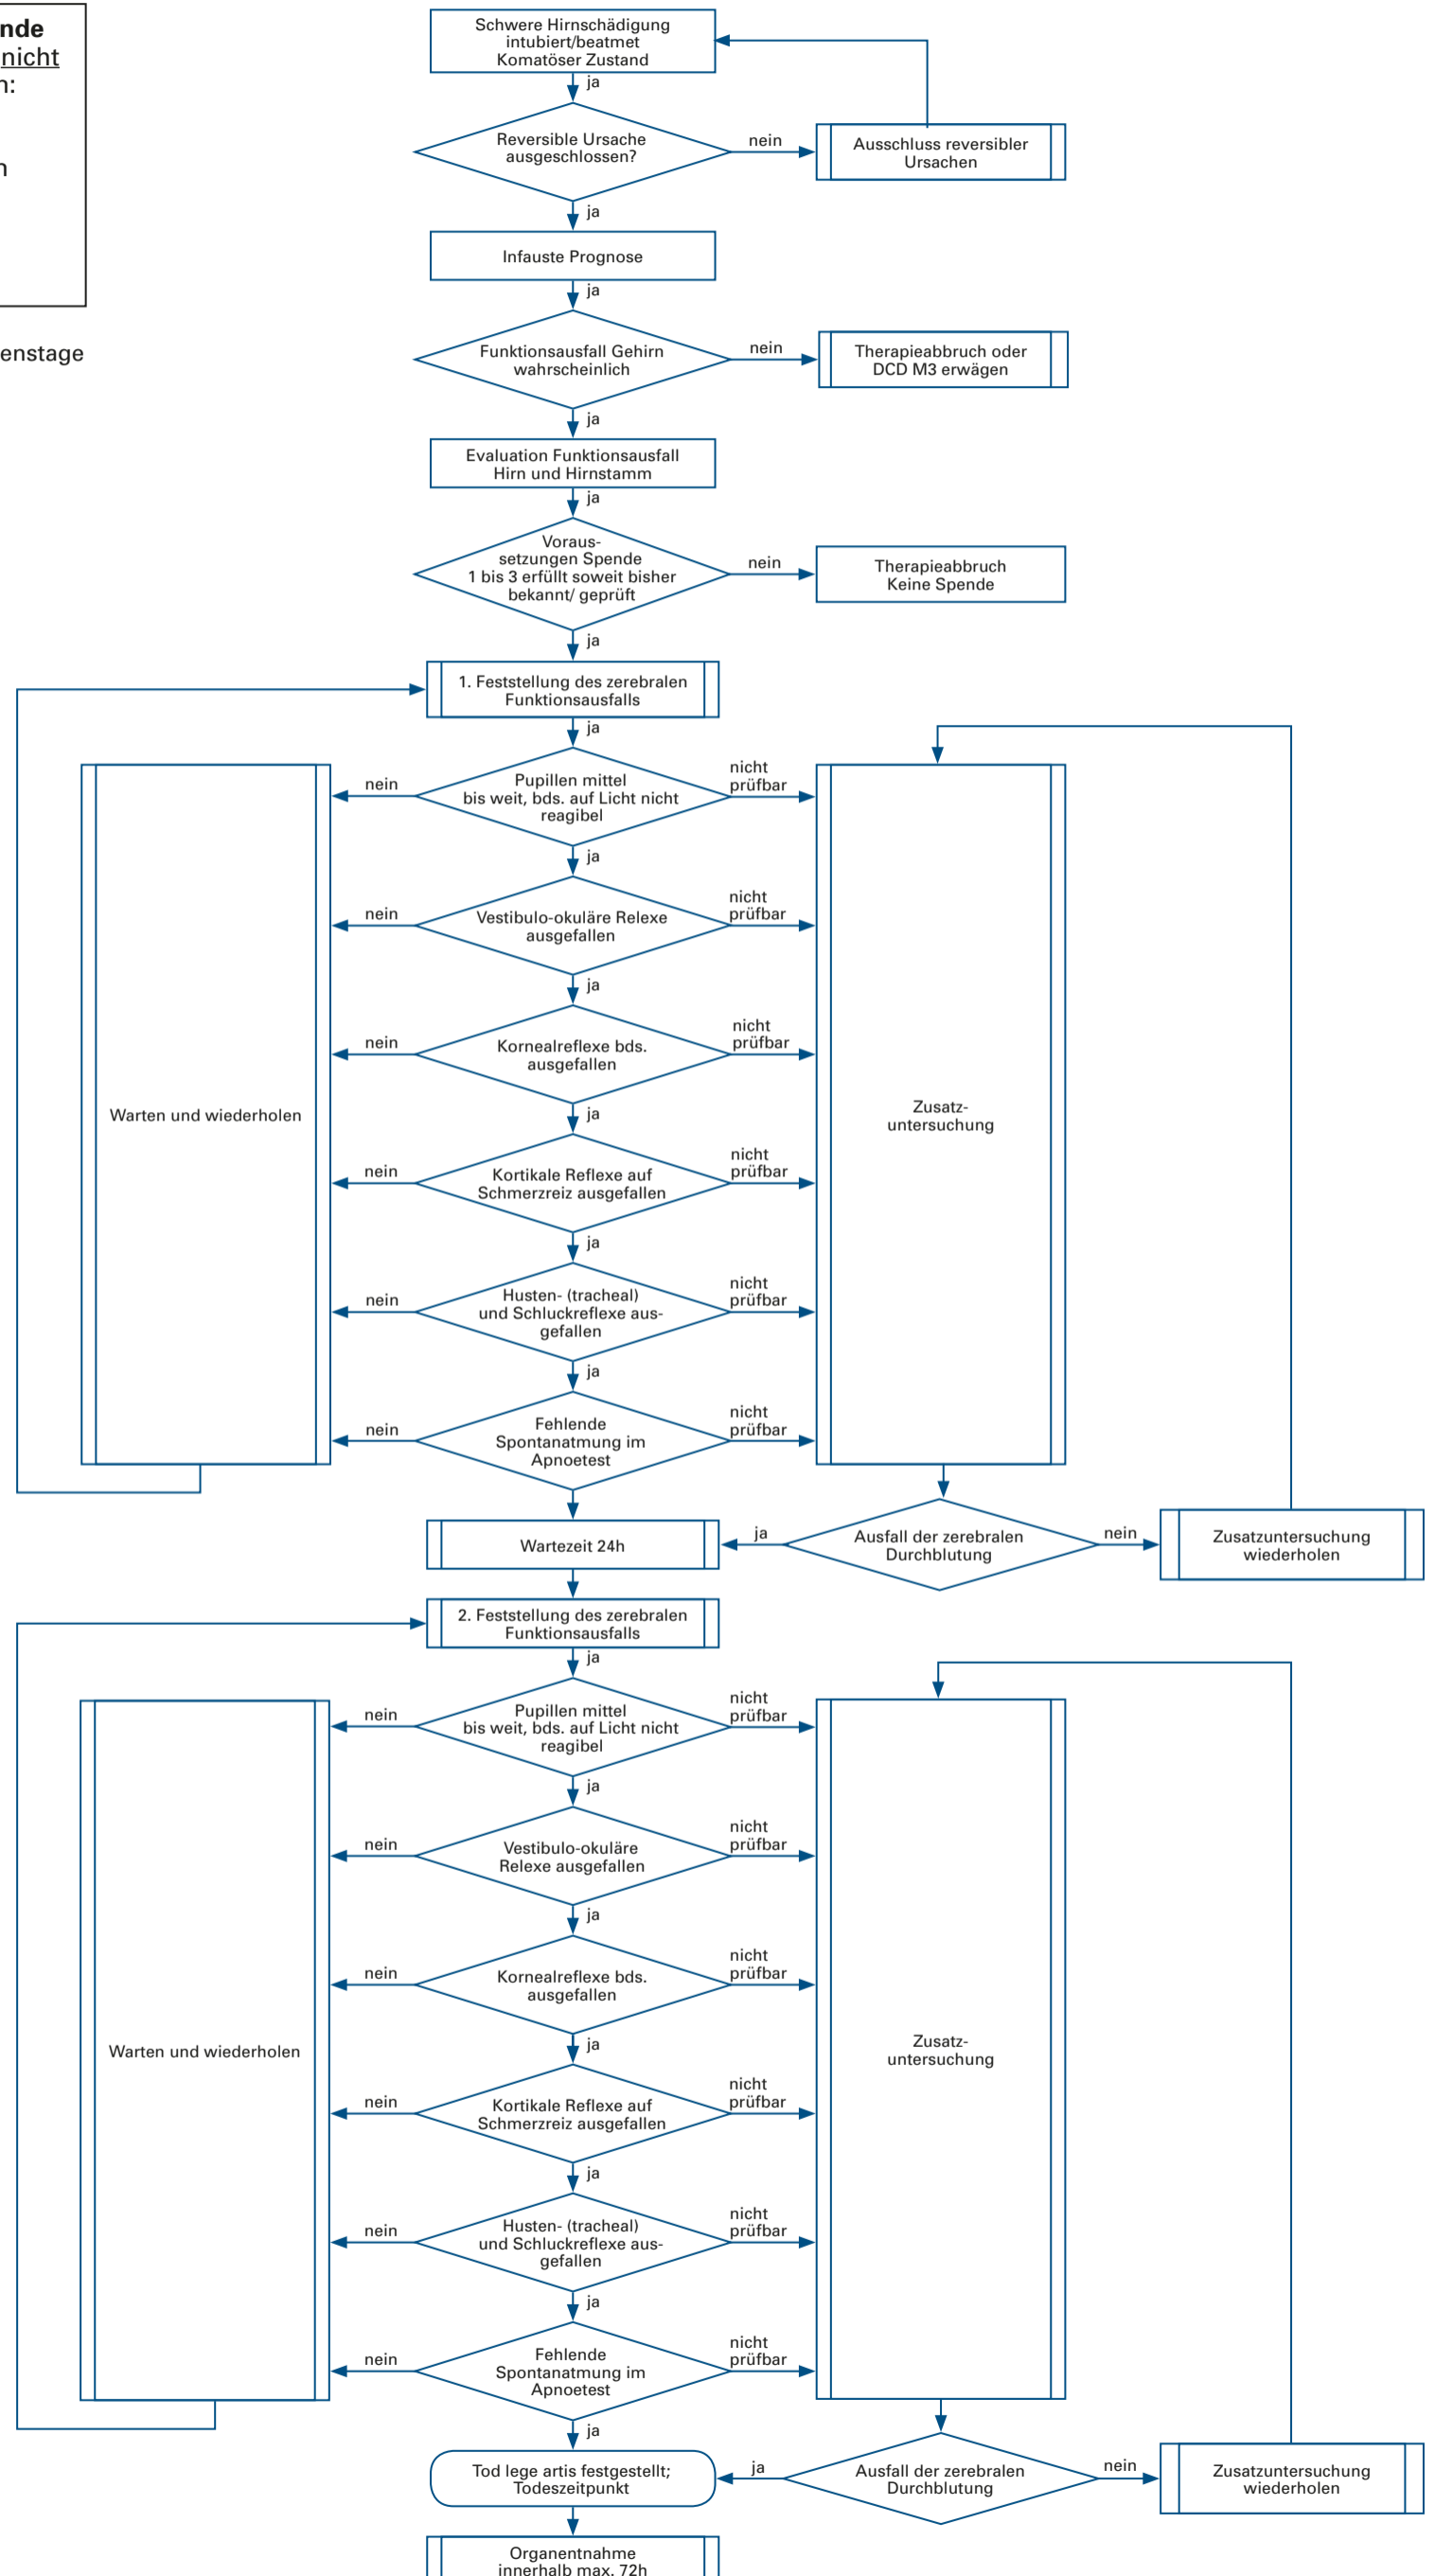 nde
nicht
n:
n
enstage
Schwere Hirnschädigung
intubiert/beatmet
Komatöser Zustand
ja
Reversible Ursache
ausgeschlossen?
nein
Ausschluss reversibler
Ursachen
ja
Infauste Prognose
ja
Funktionsausfall Gehirn
wahrscheinlich
nein
Therapieabbruch oder
DCD M3 erwägen
ja
Evaluation Funktionsausfall
Hirn und Hirnstamm
ja
Voraus-
setzungen Spende
1 bis 3 erfüllt soweit bisher
bekannt/ geprüft
nein
Therapieabbruch
Keine Spende
ja
1. Feststellung des zerebralen
Funktionsausfalls
ja
nein
Pupillen mittel
bis weit, bds. auf Licht nicht
reagibel
nicht
prüfbar
ja
nein
Vestibulo-okuläre Relexe
ausgefallen
nicht
prüfbar
ja
nein
Kornealreflexe bds.
ausgefallen
nicht
prüfbar
Warten und wiederholen
Zusatz-
untersuchung
ja
nein
Kortikale Reflexe auf
Schmerzreiz ausgefallen
nicht
prüfbar
ja
nein
Husten- (tracheal)
und Schluckreflexe aus-
gefallen
nicht
prüfbar
ja
nein
Fehlende
Spontanatmung im
Apnoetest
nicht
prüfbar
Wartezeit 24h
ja
Ausfall der zerebralen
Durchblutung
nein
Zusatzuntersuchung
wiederholen
2. Feststellung des zerebralen
Funktionsausfalls
ja
nein
Pupillen mittel
bis weit, bds. auf Licht nicht
reagibel
nicht
prüfbar
ja
nein
Vestibulo-okuläre
Relexe ausgefallen
nicht
prüfbar
ja
nein
Kornealreflexe bds.
ausgefallen
nicht
prüfbar
Warten und wiederholen
Zusatz-
untersuchung
ja
nein
Kortikale Reflexe auf
Schmerzreiz ausgefallen
nicht
prüfbar
ja
nein
Husten- (tracheal)
und Schluckreflexe aus-
gefallen
nicht
prüfbar
ja
nein
Fehlende
Spontanatmung im
Apnoetest
nicht
prüfbar
ja
Tod lege artis festgestellt;
Todeszeitpunkt
ja
Ausfall der zerebralen
Durchblutung
nein
Zusatzuntersuchung
wiederholen
Organentnahme
innerhalb max. 72h